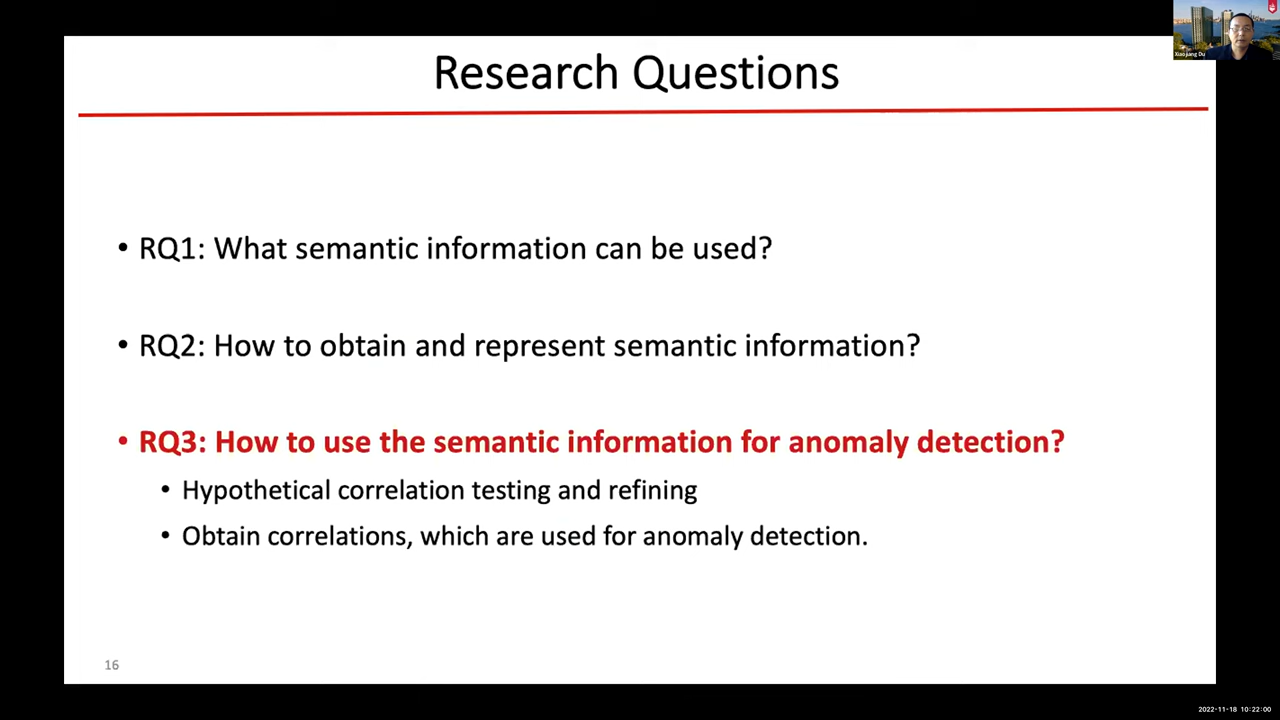 Research Questions
• RQ1: What semantic information can be used?
• RQ2: How to obtain and represent semantic information?
• RQ3: How to use the semantic information for anomaly detection?
• Hypothetical correlation testing and refining
• Obtain correlations, which are used for anomaly detection.
16
Xiaojiang Du
2022-11-18 10:22:00